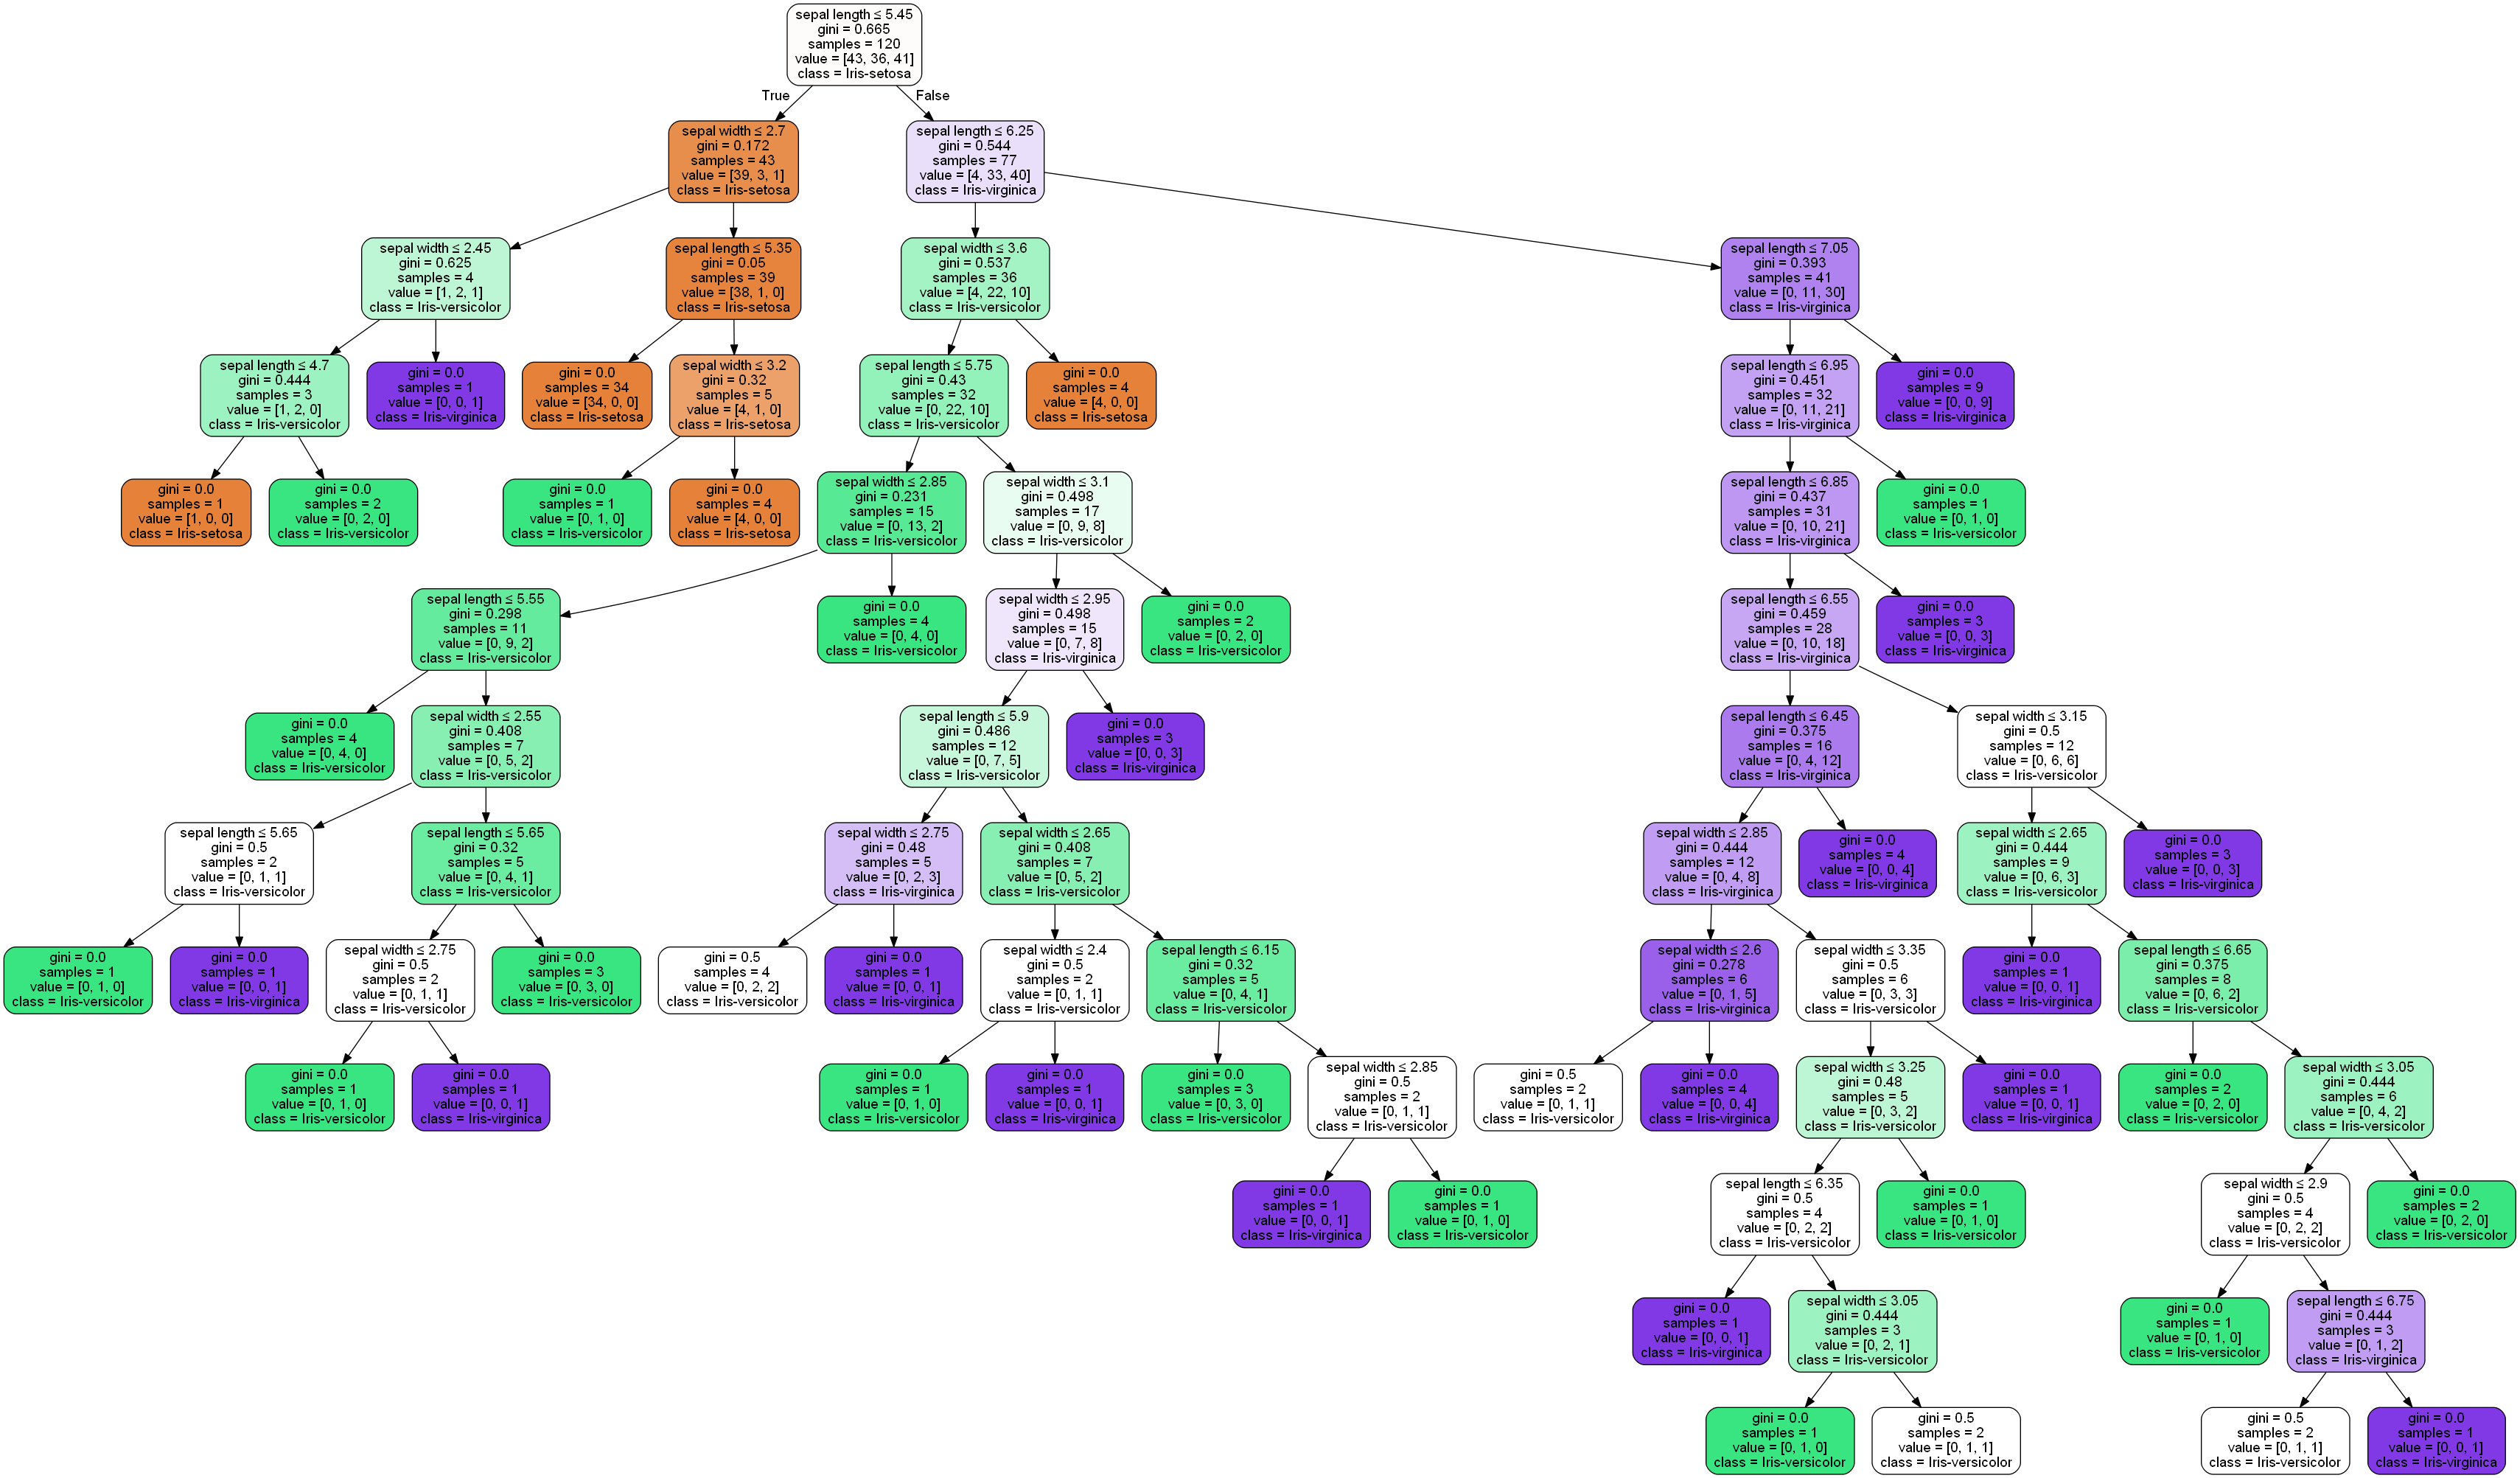 sepal length ≤ 5.45
gini = 0.665
samples = 120
value = [43, 36, 41]
class = Iris-setosa
True
False
sepal width ≤ 2.7
gini = 0.172
samples = 43
value = [39, 3, 1]
class = Iris-setosa
sepal length ≤ 6.25
gini = 0.544
samples = 77
value = [4, 33, 40]
class = Iris-virginica
sepal width ≤ 2.45
gini = 0.625
samples = 4
value = [1, 2, 1]
class = Iris-versicolor
sepal length ≤ 5.35
gini = 0.05
samples = 39
value = [38, 1, 0]
class = Iris-setosa
sepal width ≤ 3.6
gini = 0.537
samples = 36
value = [4, 22, 10]
class = Iris-versicolor
sepal length ≤ 7.05
gini = 0.393
samples = 41
value = [0, 11, 30]
class = Iris-virginica
sepal length ≤ 4.7
gini = 0.444
samples = 3
value = [1, 2, 0]
class = Iris-versicolor
gini = 0.0
samples = 1
value = [0, 0, 1]
class = Iris-virginica
gini = 0.0
samples = 34
value = [34, 0, 0]
class = Iris-setosa
sepal width ≤ 3.2
gini = 0.32
samples = 5
value = [4, 1, 0]
class = Iris-setosa
sepal length ≤ 5.75
gini = 0.43
samples = 32
value = [0, 22, 10]
class = Iris-versicolor
gini = 0.0
samples = 4
value = [4, 0, 0]
class = Iris-setosa
sepal length ≤ 6.95
gini = 0.451
samples = 32
value = [0, 11, 21]
class = Iris-virginica
gini = 0.0
samples = 9
value = [0, 0, 9]
class = Iris-virginica
gini = 0.0
samples = 1
value = [1, 0, 0]
class = Iris-setosa
gini = 0.0
samples = 2
value = [0, 2, 0]
class = Iris-versicolor
gini = 0.0
samples = 1
value = [0, 1, 0]
class = Iris-versicolor
gini = 0.0
samples = 4
value = [4, 0, 0]
class = Iris-setosa
sepal width ≤ 2.85
gini = 0.231
samples = 15
value = [0, 13, 2]
class = Iris-versicolor
sepal width ≤ 3.1
gini = 0.498
samples = 17
value = [0, 9, 8]
class = Iris-versicolor
sepal length ≤ 6.85
gini = 0.437
samples = 31
value = [0, 10, 21]
class = Iris-virginica
gini = 0.0
samples = 1
value = [0, 1, 0]
class = Iris-versicolor
sepal length ≤ 5.55
gini = 0.298
samples = 11
value = [0, 9, 2]
class = Iris-versicolor
gini = 0.0
samples = 4
value = [0, 4, 0]
class = Iris-versicolor
sepal width ≤ 2.95
gini = 0.498
samples = 15
value = [0, 7, 8]
class = Iris-virginica
gini = 0.0
samples = 2
value = [0, 2, 0]
class = Iris-versicolor
sepal length ≤ 6.55
gini = 0.459
samples = 28
value = [0, 10, 18]
class = Iris-virginica
gini = 0.0
samples = 3
value = [0, 0, 3]
class = Iris-virginica
gini = 0.0
samples = 4
value = [0, 4, 0]
class = Iris-versicolor
sepal width ≤ 2.55
gini = 0.408
samples = 7
value = [0, 5, 2]
class = Iris-versicolor
sepal length ≤ 5.9
gini = 0.486
samples = 12
value = [0, 7, 5]
class = Iris-versicolor
gini = 0.0
samples = 3
value = [0, 0, 3]
class = Iris-virginica
sepal length ≤ 6.45
gini = 0.375
samples = 16
value = [0, 4, 12]
class = Iris-virginica
sepal width ≤ 3.15
gini = 0.5
samples = 12
value = [0, 6, 6]
class = Iris-versicolor
sepal length ≤ 5.65
gini = 0.5
samples = 2
value = [0, 1, 1]
class = Iris-versicolor
sepal length ≤ 5.65
gini = 0.32
samples = 5
value = [0, 4, 1]
class = Iris-versicolor
sepal width ≤ 2.75
gini = 0.48
samples = 5
value = [0, 2, 3]
class = Iris-virginica
sepal width ≤ 2.65
gini = 0.408
samples = 7
value = [0, 5, 2]
class = Iris-versicolor
sepal width ≤ 2.85
gini = 0.444
samples = 12
value = [0, 4, 8]
class = Iris-virginica
gini = 0.0
samples = 4
value = [0, 0, 4]
class = Iris-virginica
sepal width ≤ 2.65
gini = 0.444
samples = 9
value = [0, 6, 3]
class = Iris-versicolor
gini = 0.0
samples = 3
value = [0, 0, 3]
class = Iris-virginica
gini = 0.0
samples = 1
value = [0, 1, 0]
class = Iris-versicolor
gini = 0.0
samples = 1
value = [0, 0, 1]
class = Iris-virginica
sepal width ≤ 2.75
gini = 0.5
samples = 2
value = [0, 1, 1]
class = Iris-versicolor
gini = 0.0
samples = 3
value = [0, 3, 0]
class = Iris-versicolor
gini = 0.5
samples = 4
value = [0, 2, 2]
class = Iris-versicolor
gini = 0.0
samples = 1
value = [0, 0, 1]
class = Iris-virginica
sepal width ≤ 2.4
gini = 0.5
samples = 2
value = [0, 1, 1]
class = Iris-versicolor
sepal length ≤ 6.15
gini = 0.32
samples = 5
value = [0, 4, 1]
class = Iris-versicolor
sepal width ≤ 2.6
gini = 0.278
samples = 6
value = [0, 1, 5]
class = Iris-virginica
sepal width ≤ 3.35
gini = 0.5
samples = 6
value = [0, 3, 3]
class = Iris-versicolor
gini = 0.0
samples = 1
value = [0, 0, 1]
class = Iris-virginica
sepal length ≤ 6.65
gini = 0.375
samples = 8
value = [0, 6, 2]
class = Iris-versicolor
gini = 0.0
samples = 1
value = [0, 1, 0]
class = Iris-versicolor
gini = 0.0
samples = 1
value = [0, 0, 1]
class = Iris-virginica
gini = 0.0
samples = 1
value = [0, 1, 0]
class = Iris-versicolor
gini = 0.0
samples = 1
value = [0, 0, 1]
class = Iris-virginica
gini = 0.0
samples = 3
value = [0, 3, 0]
class = Iris-versicolor
sepal width ≤ 2.85
gini = 0.5
samples = 2
value = [0, 1, 1]
class = Iris-versicolor
gini = 0.5
samples = 2
value = [0, 1, 1]
class = Iris-versicolor
gini = 0.0
samples = 4
value = [0, 0, 4]
class = Iris-virginica
sepal width ≤ 3.25
gini = 0.48
samples = 5
value = [0, 3, 2]
class = Iris-versicolor
gini = 0.0
samples = 1
value = [0, 0, 1]
class = Iris-virginica
gini = 0.0
samples = 2
value = [0, 2, 0]
class = Iris-versicolor
sepal width ≤ 3.05
gini = 0.444
samples = 6
value = [0, 4, 2]
class = Iris-versicolor
gini = 0.0
samples = 1
value = [0, 0, 1]
class = Iris-virginica
gini = 0.0
samples = 1
value = [0, 1, 0]
class = Iris-versicolor
sepal length ≤ 6.35
gini = 0.5
samples = 4
value = [0, 2, 2]
class = Iris-versicolor
gini = 0.0
samples = 1
value = [0, 1, 0]
class = Iris-versicolor
sepal width ≤ 2.9
gini = 0.5
samples = 4
value = [0, 2, 2]
class = Iris-versicolor
gini = 0.0
samples = 2
value = [0, 2, 0]
class = Iris-versicolor
gini = 0.0
samples = 1
value = [0, 0, 1]
class = Iris-virginica
sepal width ≤ 3.05
gini = 0.444
samples = 3
value = [0, 2, 1]
class = Iris-versicolor
gini = 0.0
samples = 1
value = [0, 1, 0]
class = Iris-versicolor
sepal length ≤ 6.75
gini = 0.444
samples = 3
value = [0, 1, 2]
class = Iris-virginica
gini = 0.0
samples = 1
value = [0, 1, 0]
class = Iris-versicolor
gini = 0.5
samples = 2
value = [0, 1, 1]
class = Iris-versicolor
gini = 0.5
samples = 2
value = [0, 1, 1]
class = Iris-versicolor
gini = 0.0
samples = 1
value = [0, 0, 1]
class = Iris-virginica